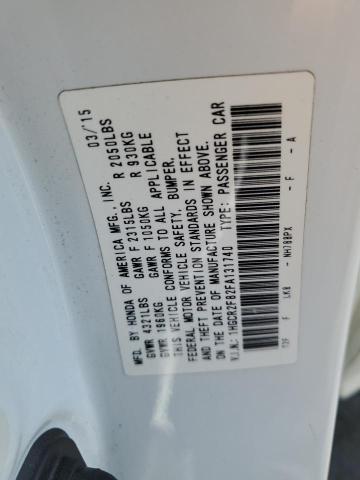 MFD. BY HONDA OF AMERICA MFG., INC. 03/15
GVWR 4321LBS GAWR F 2315LBS R 2050LBS
GVWR 1960KG GAWR F 1050KG R 930KG
THIS VEHICLE CONFORMS TO ALL APPLICABLE
FEDERAL MOTOR VEHICLE SAFETY, BUMPER,
AND THEFT PREVENTION STANDARDS IN EFFECT
ON THE DATE OF MANUFACTURE SHOWN ABOVE.
V.I.N.: 1HGCR2F82FA131740 TYPE: PASSENGER CAR
T2F F LKB NH788PX - F - A